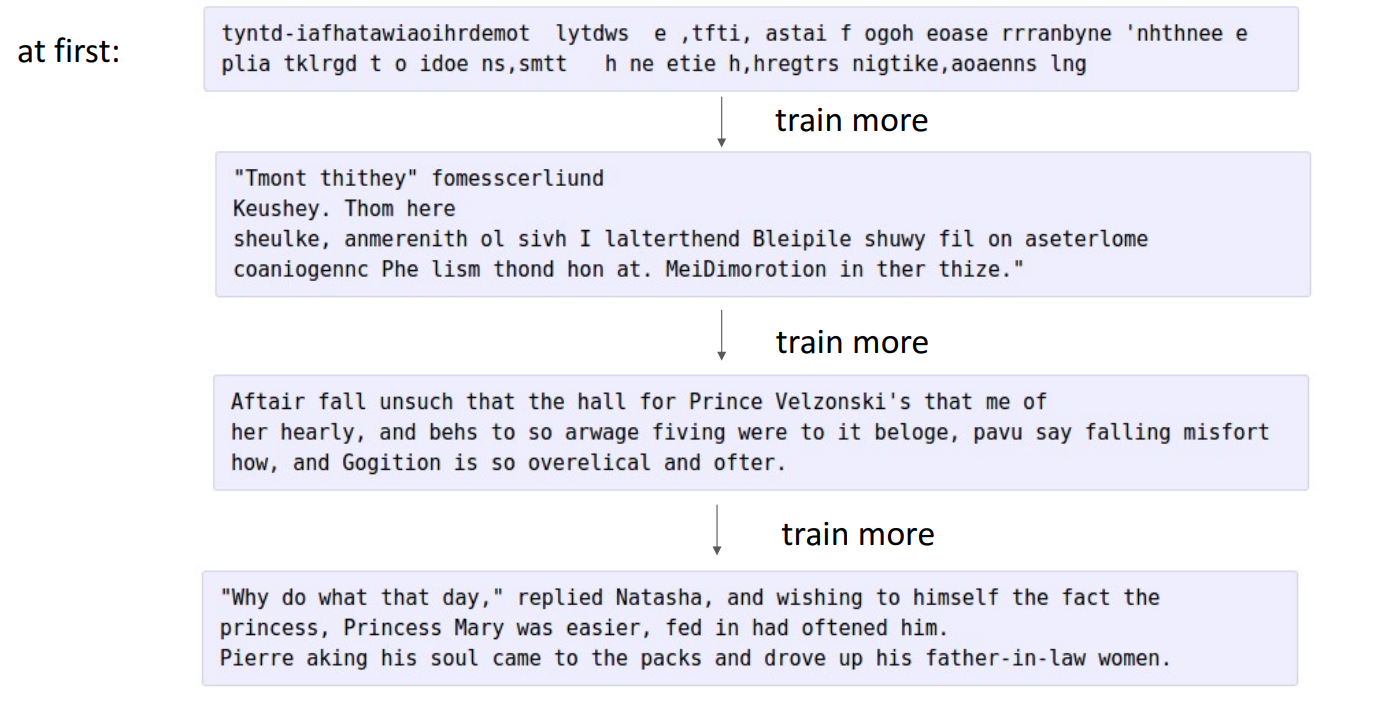 at first:
tyntd-iafhatawiaoihrdemot  lytdws  e ,tfti, astai f ogoh eoase rrranbyne 'nhthnee e
plia tklrgd t o idoe ns,smtt   h ne etie h,hregtrs nigtike,aoaenns lng
train more
"Tmont thithey" fomesscerliund
Keushey. Thom here
sheulke, anmerenith ol sivh I lalterthend Bleipile shuwy fil on aseterlome
coaniogennc Phe lism thond hon at. MeiDimorotion in ther thize."
train more
Aftair fall unsuch that the hall for Prince Velzonski's that me of
her hearly, and behs to so arwage fiving were to it beloge, pavu say falling misfort
how, and Gogition is so overelical and ofter.
train more
"Why do what that day," replied Natasha, and wishing to himself the fact the
princess, Princess Mary was easier, fed in had oftened him.
Pierre aking his soul came to the packs and drove up his father-in-law women.